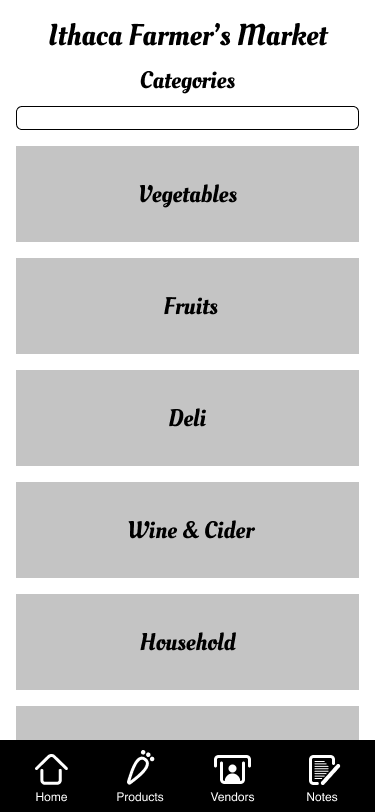 Ithaca Farmer’s Market
Categories
Vegetables
Fruits
Deli
Wine & Cider
Household
Home Products Vendors Notes